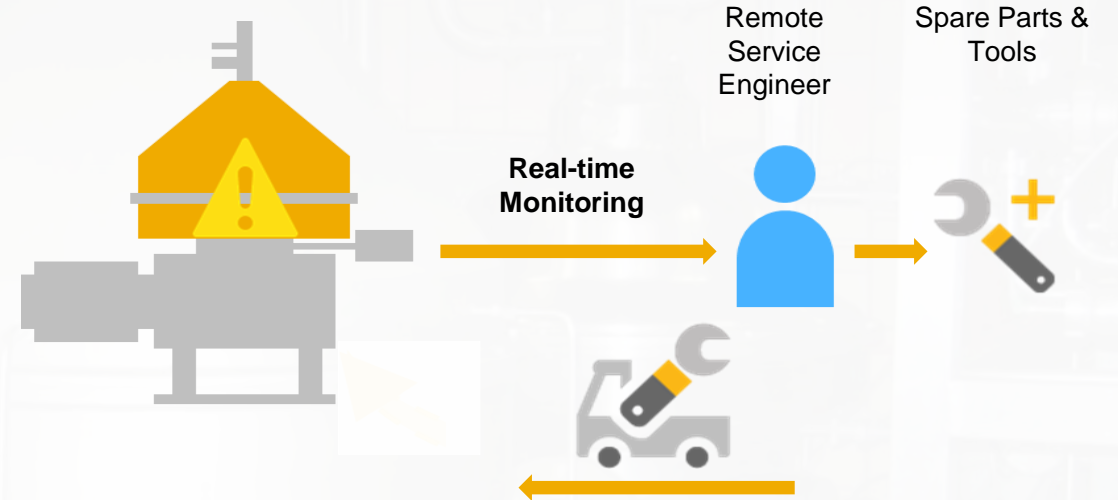 Remote
Service
Engineer
Spare Parts &
Tools
Real-time
Monitoring